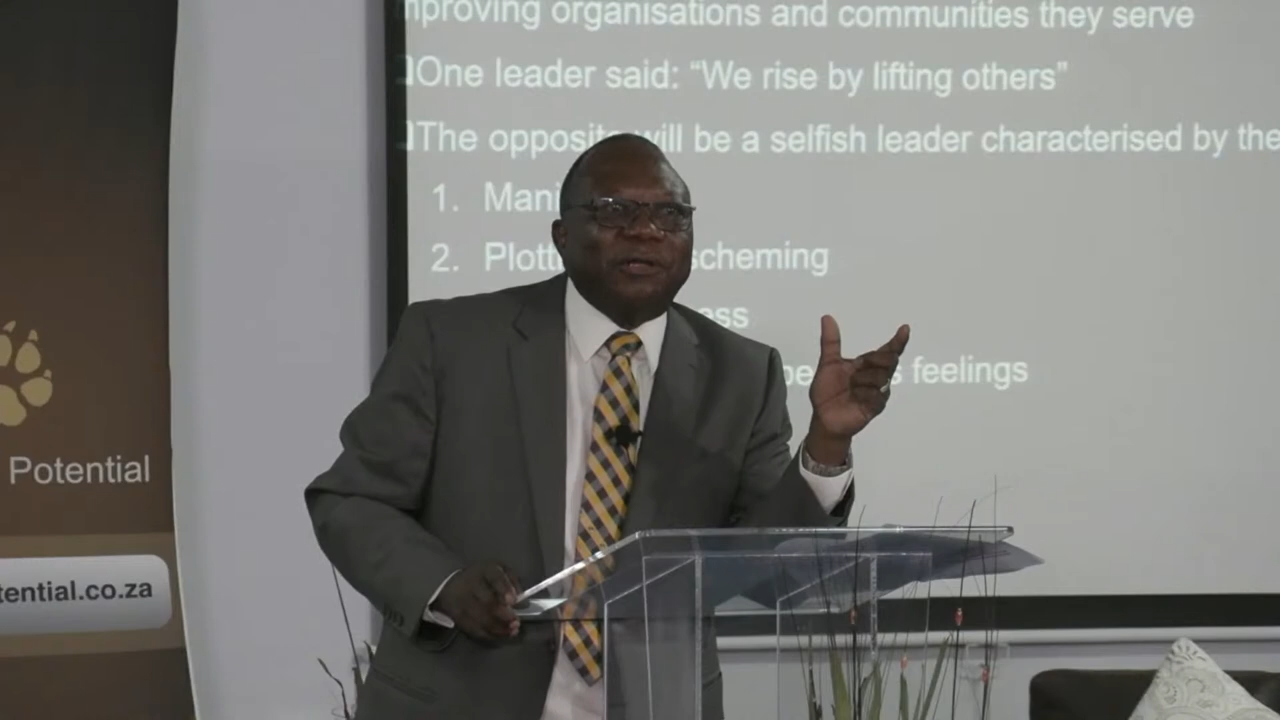 mproving organisations and communities they serve
One leader said: “We rise by lifting others”
The opposite will be a selfish leader characterised by the
1. Mani
2. Plott scheming
ess
s feelings
Potential
tential.co.za